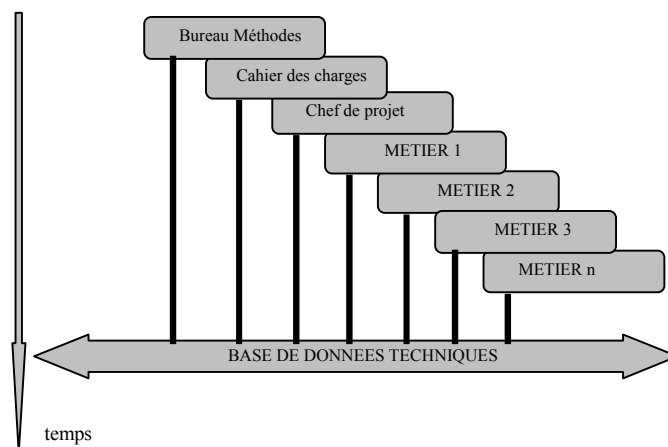 Bureau Méthodes
Cahier des charges
Chef de projet
METIER 1
METIER 2
METIER 3
METIER n
BASE DE DONNEES TECHNIQUES
temps